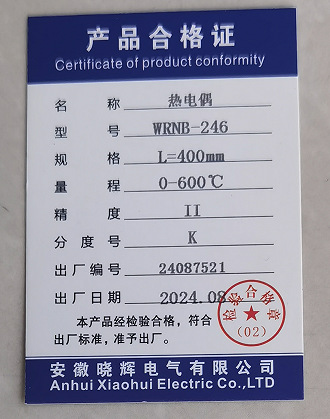 产品合格证
Certificate of product conformity
名称 热电偶
型号 WRNB-246
规格 L=400mm
量程 0-600℃
精度 II
分度号 K
出厂编号 24087521
出厂日期 2024.08
检验合格章
(02)
本产品经检验合格，符合
出厂标准，准予出厂。
安徽晓辉电气有限公司
Anhui Xiaohui Electric Co.,LTD